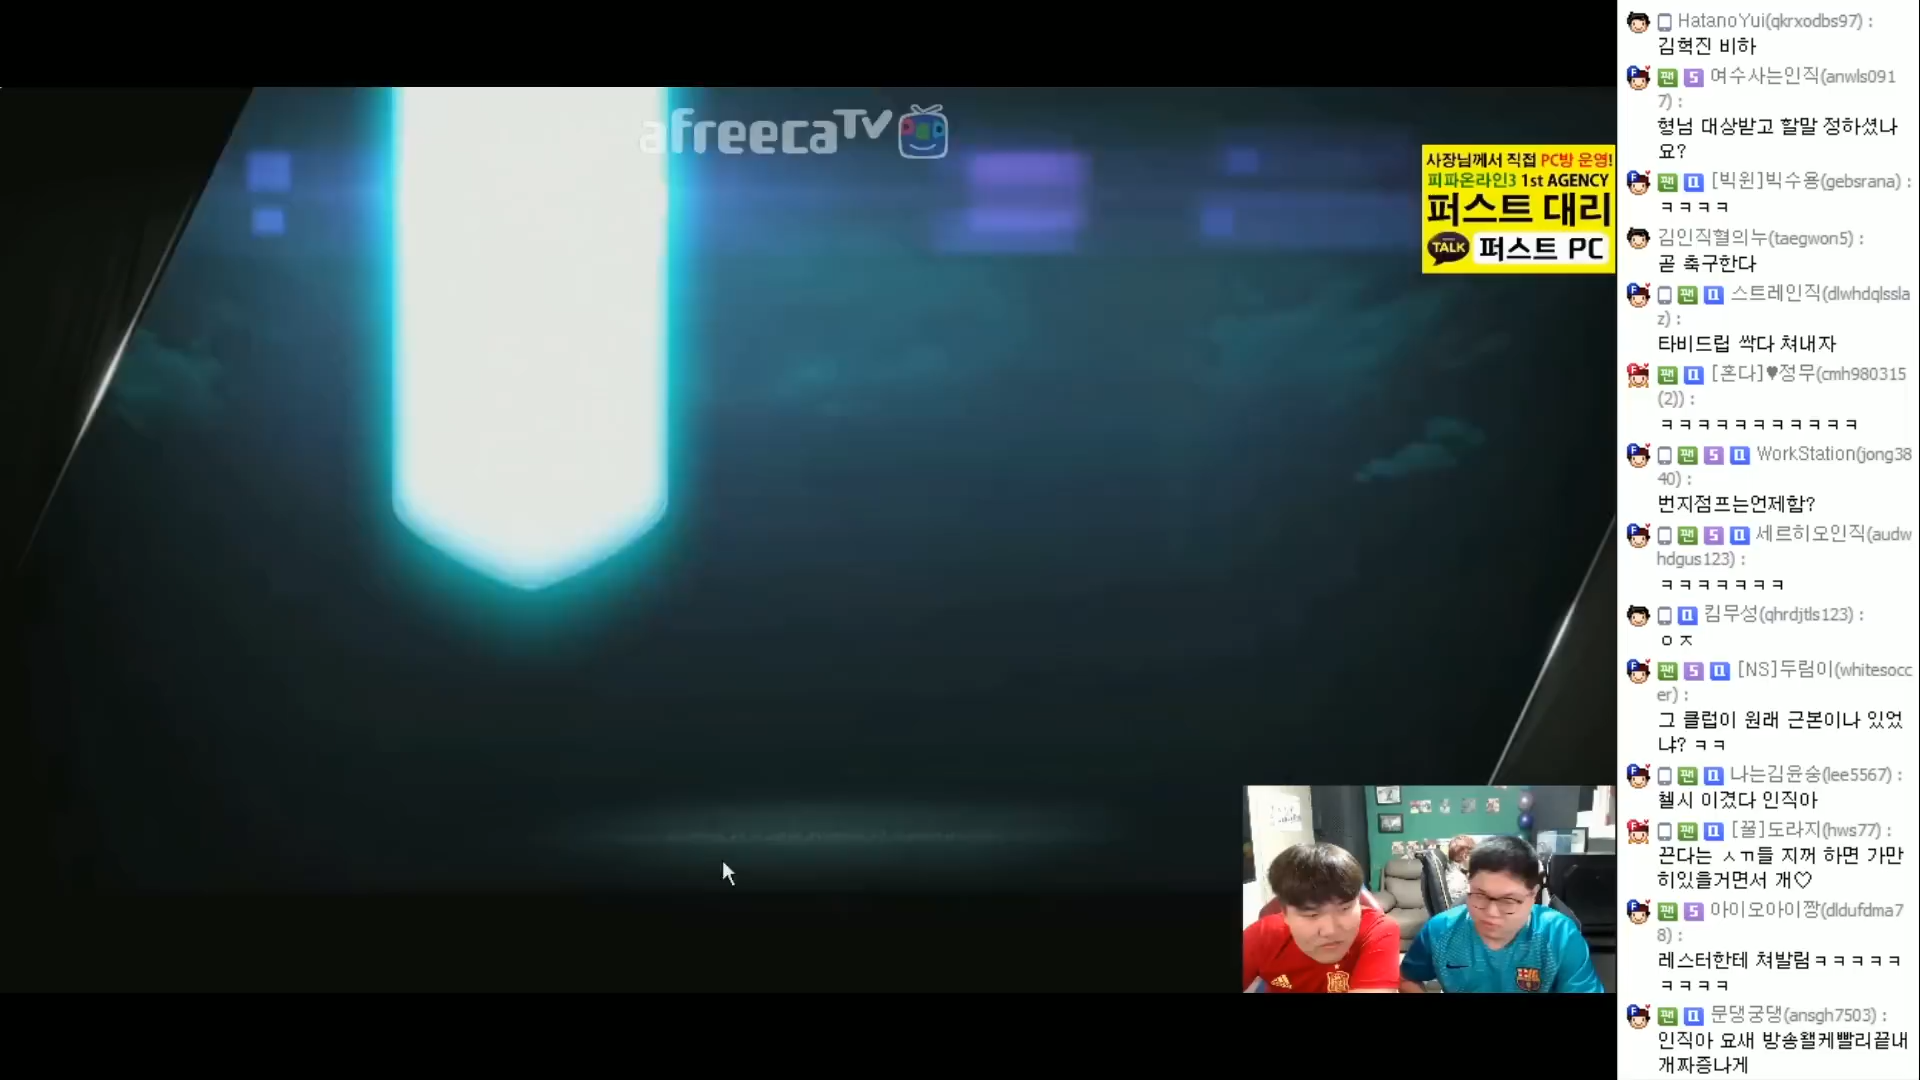 afreecaTV
사장님께서 직접 PC방 운영!
피파온라인3 1st AGENCY
퍼스트 대리
TALK 퍼스트 PC
HatanoYui(qkrxodbs97) :
김혁진 비하
팬 S 여수사는인직(anwls091
7) :
형님 대상받고 할말 정하셨나
요?
팬 [빅윈]빅수용(gebsrana) :
ㅋㅋㅋㅋ
김인직혈의누(taegwon5) :
곧 축구한다
팬 스트레인직(dlwhdqlssla
z) :
타비드립 싹다 쳐내자
팬 [혼다]♥정무(cmh980315
(2)) :
ㅋㅋㅋㅋㅋㅋㅋㅋㅋㅋㅋ
팬 S WorkStation(jong38
40) :
번지점프는언제함?
팬 S 세르히오인직(audw
hdgus123) :
ㅋㅋㅋㅋㅋㅋㅋ
킴무성(qhrdjtls123) :
ㅇㅈ
팬 S [NS]두림이(whitesocc
er) :
그 클럽이 원래 근본이나 있었
냐? ㅋㅋ
팬 나는김윤숭(lee5567) :
첼시 이겼다 인직아
팬 [꿀]도라지(hws77) :
끈다는 ㅅㄲ들 지꺼 하면 가만
히있을거면서 개♡
팬 S 아이오아이짱(dldufdma7
8) :
레스터한테 쳐발림ㅋㅋㅋㅋㅋ
ㅋㅋㅋㅋ
팬 문댕궁댕(ansgh7503) :
인직아 요새 방송왤케빨리끝내
개짜증나게